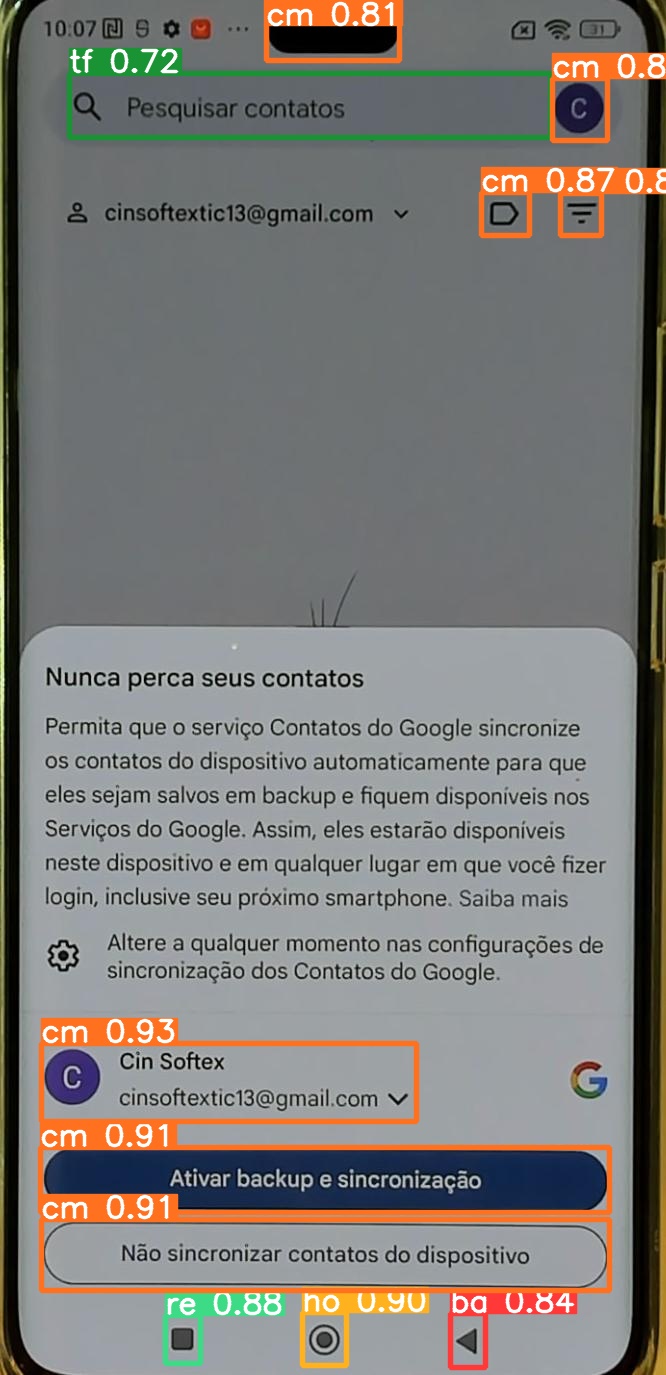 10:07
cm 0.81
31
tf 0.72
cm 0.8
Pesquisar contatos
C
cm 0.87 0.8
cinsoftextic13@gmail.com
Nunca perca seus contatos
Permita que o serviço Contatos do Google sincronize
os contatos do dispositivo automaticamente para que
eles sejam salvos em backup e fiquem disponíveis nos
Serviços do Google. Assim, eles estarão disponíveis
neste dispositivo e em qualquer lugar em que você fizer
login, inclusive seu próximo smartphone. Saiba mais
Altere a qualquer momento nas configurações de
sincronização dos Contatos do Google.
cm 0.93
C
Cin Softex
cinsoftextic13@gmail.com
G
cm 0.91
Ativar backup e sincronização
cm 0.91
Não sincronizar contatos do dispositivo
re 0.88 ho 0.90 ba 0.84